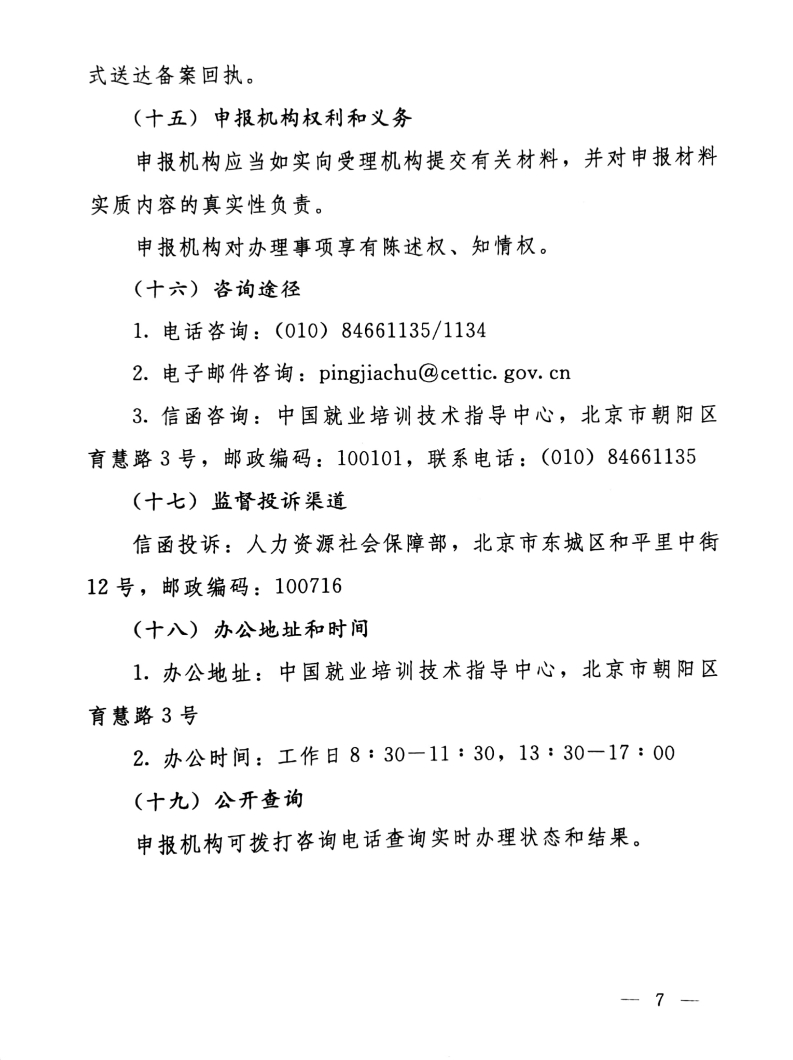 式送达备案回执。
（十五）申报机构权利和义务
申报机构应当如实向受理机构提交有关材料，并对申报材料
实质内容的真实性负责。
申报机构对办理事项享有陈述权、知情权。
（十六）咨询途径
1. 电话咨询：（010）84661135/1134
2. 电子邮件咨询：pingjiachu@cettic.gov.cn
3. 信函咨询：中国就业培训技术指导中心，北京市朝阳区
育慧路 3 号，邮政编码：100101，联系电话：（010）84661135
（十七）监督投诉渠道
信函投诉：人力资源社会保障部，北京市东城区和平里中街
12 号，邮政编码：100716
（十八）办公地址和时间
1. 办公地址：中国就业培训技术指导中心，北京市朝阳区
育慧路 3 号
2. 办公时间：工作日 8：30—11：30，13：30—17：00
（十九）公开查询
申报机构可拨打咨询电话查询实时办理状态和结果。
— 7 —